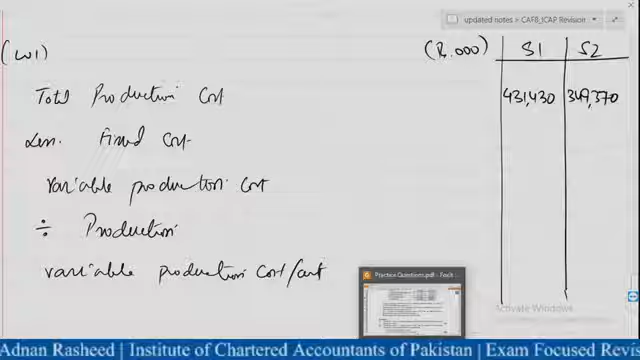 updated notes > CAF8_ICAP Revision
(W1)
(R.000) S1 S2
Total Production Cost 431,430 349,370
Less. Fixed Cost
Variable production Cost
÷ Production
Variable production Cost/unit
Practice Questions.pdf - Foxit
Activate Windows
Adnan Rasheed | Institute of Chartered Accountants of Pakistan | Exam Focused Revi